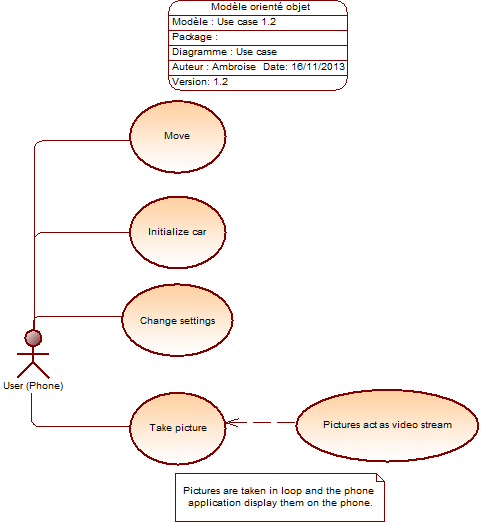 Modèle orienté objet
Modèle : Use case 1.2
Package :
Diagramme : Use case
Auteur : Ambroise  Date: 16/11/2013
Version: 1.2
Move
Initialize car
Change settings
User (Phone)
Take picture
Pictures act as video stream
Pictures are taken in loop and the phone
application display them on the phone.